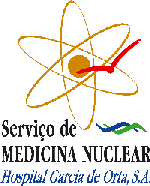 Serviço de
MEDICINA NUCLEAR
Hospital Garcia de Orta, S.A.